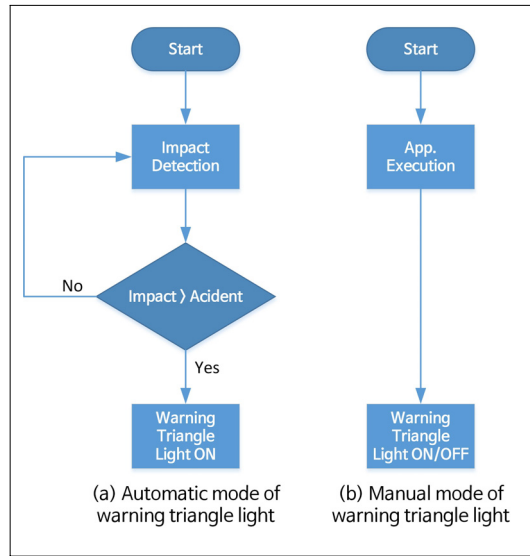 Start
Impact
Detection
No
Impact > Acident
Yes
Warning
Triangle
Light ON
(a) Automatic mode of
warning triangle light
Start
App.
Execution
Warning
Triangle
Light ON/OFF
(b) Manual mode of
warning triangle light